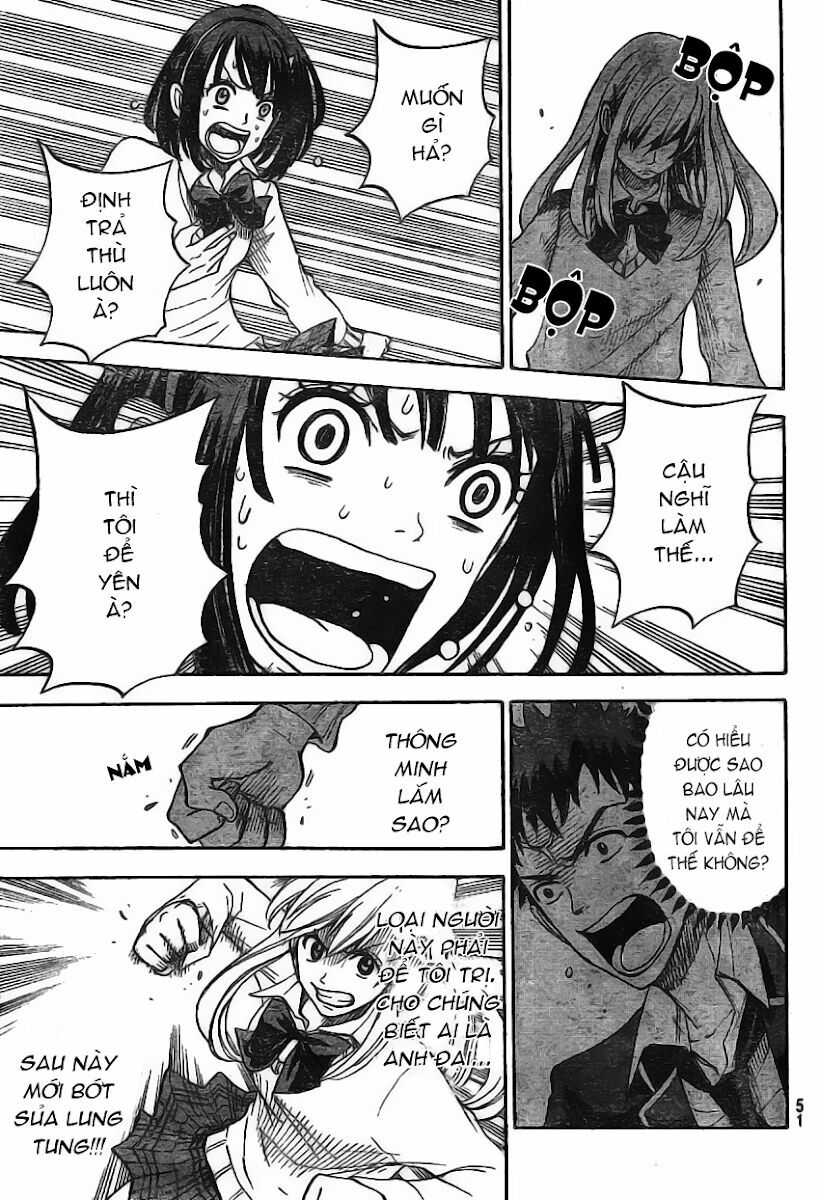 BỘP
BỘP
MUỐN
GÌ
HẢ?
ĐỊNH
TRẢ
THÙ
LUÔN
À?
CẬU
NGHĨ
LÀM
THẾ...
THÌ
TÔI
ĐỂ
YÊN
À?
CÓ HIỂU
ĐƯỢC SAO
BAO LÂU
NAY MÀ
TÔI VẪN ĐỂ
THẾ KHÔNG?
THÔNG
MINH
LẮM
SAO?
NẮM
LOẠI NGƯỜI
NÀY PHẢI
ĐỂ TÔI TRỊ.
CHO CHÚNG
BIẾT AI LÀ
ANH ĐẠI...
SAU NÀY
MỚI BỚT
SỦA LUNG
TUNG!!!
51